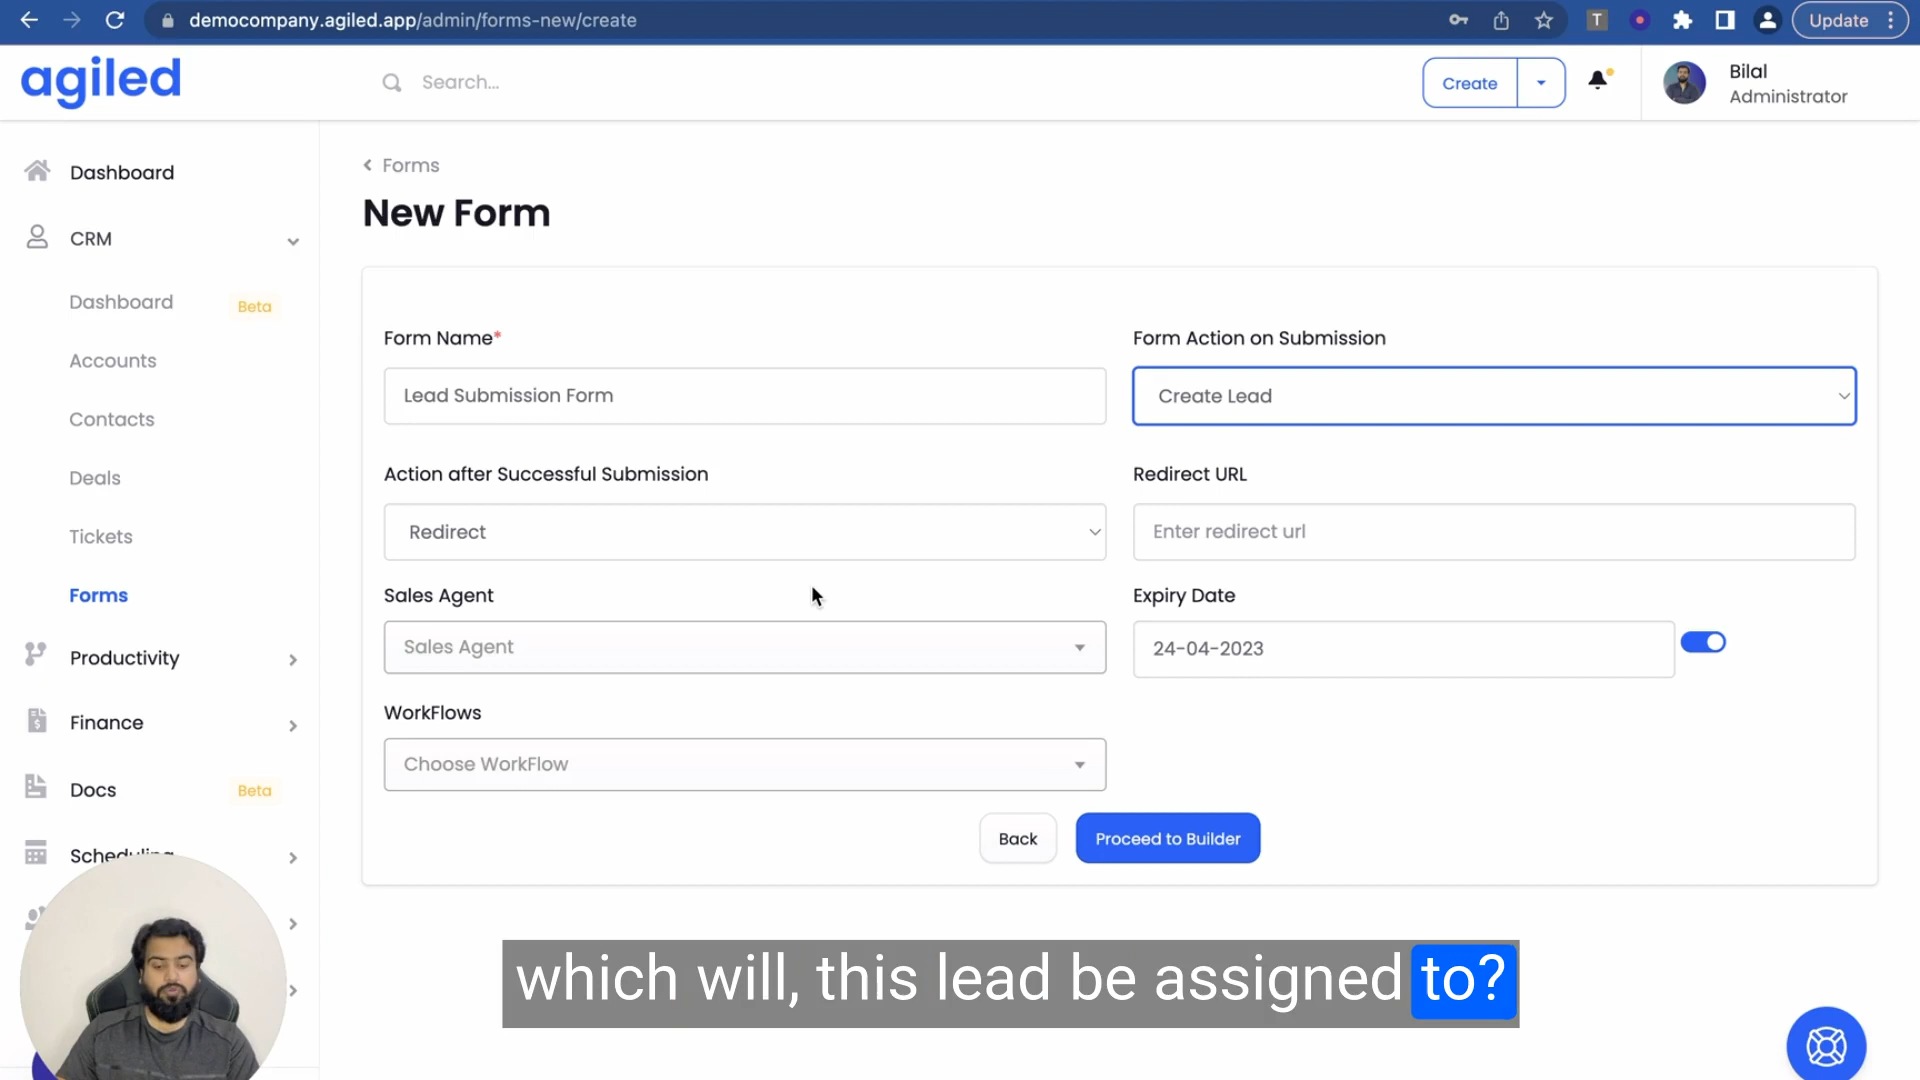 democompany.agiled.app/admin/forms-new/create
T
Update
agiled
Search...
Create
Bilal
Administrator
Dashboard
CRM
Dashboard
Beta
Accounts
Contacts
Deals
Tickets
Forms
Productivity
Finance
Docs
Beta
Scheduling
Forms
New Form
Form Name*
Form Action on Submission
Lead Submission Form
Create Lead
Action after Successful Submission
Redirect URL
Redirect
Enter redirect url
Sales Agent
Expiry Date
Sales Agent
24-04-2023
WorkFlows
Choose WorkFlow
Back
Proceed to Builder
which will, this lead be assigned to?